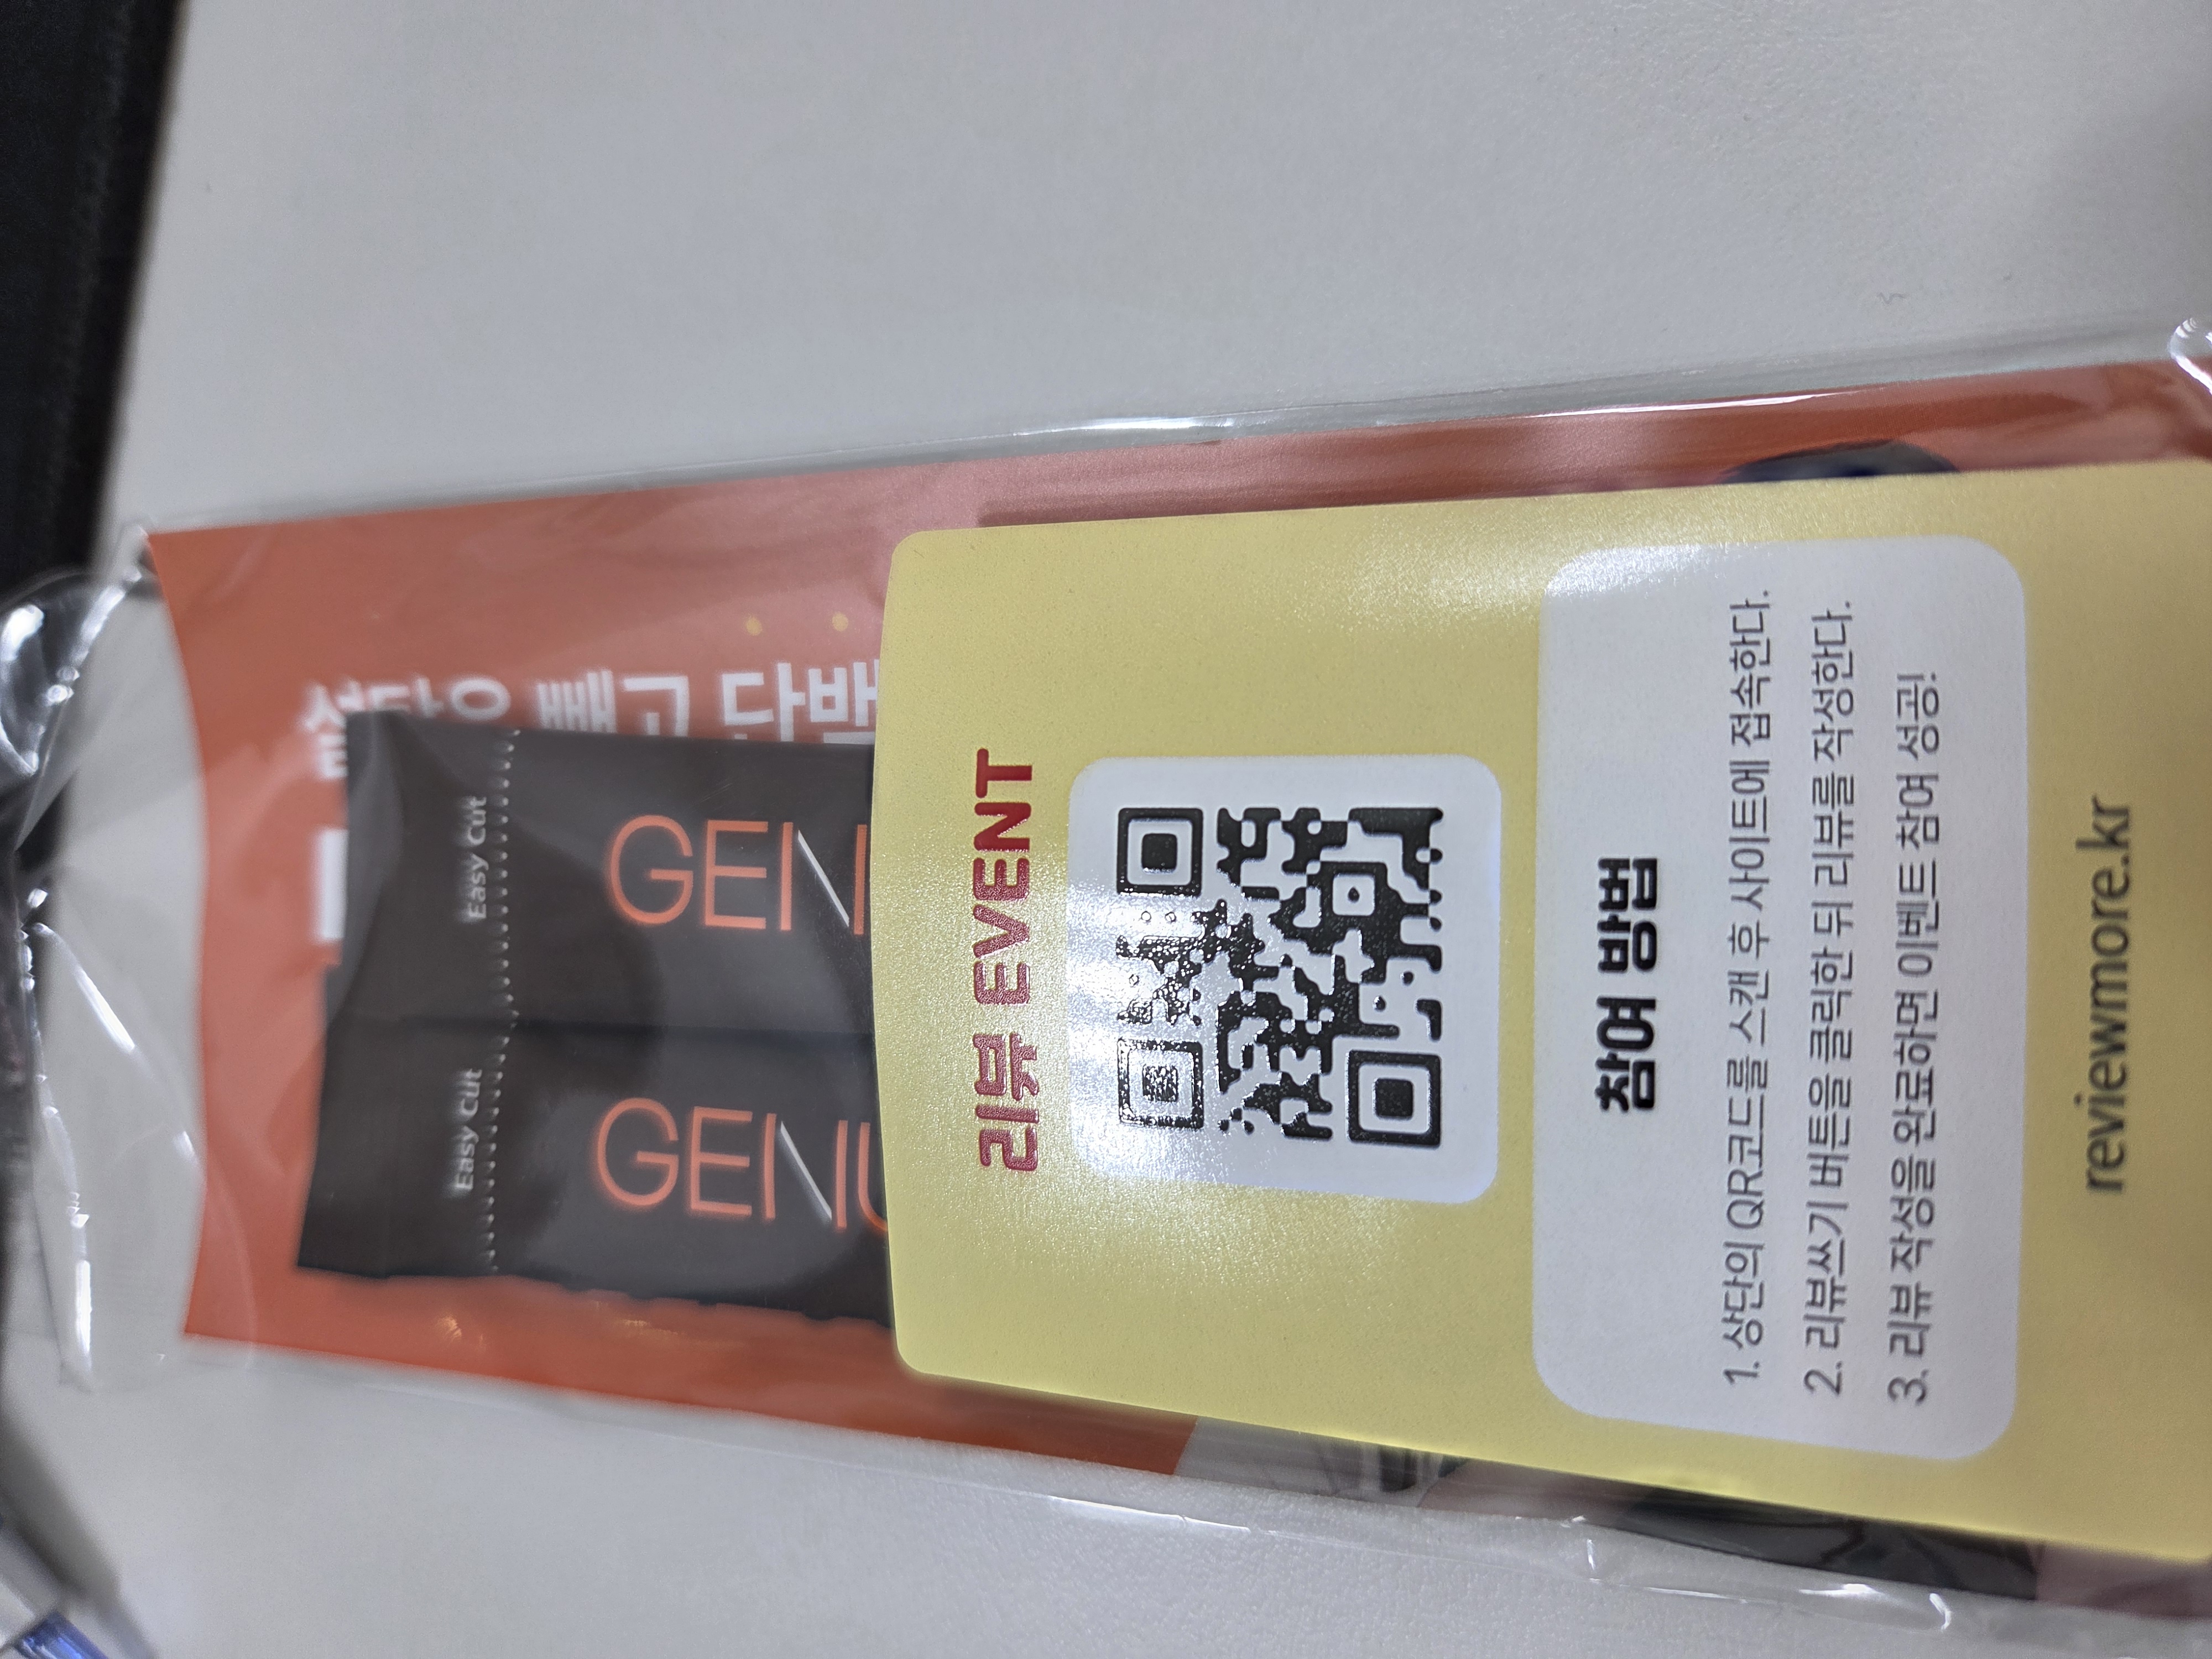 Easy Cut
Easy Cut
리뷰 EVENT
참여 방법
1. 상단의 QR코드를 스캔 후 사이트에 접속한다.
2. 리뷰쓰기 버튼을 클릭한 뒤 리뷰를 작성한다.
3. 리뷰 작성을 완료하면 이벤트 참여 성공!
reviewmore.kr